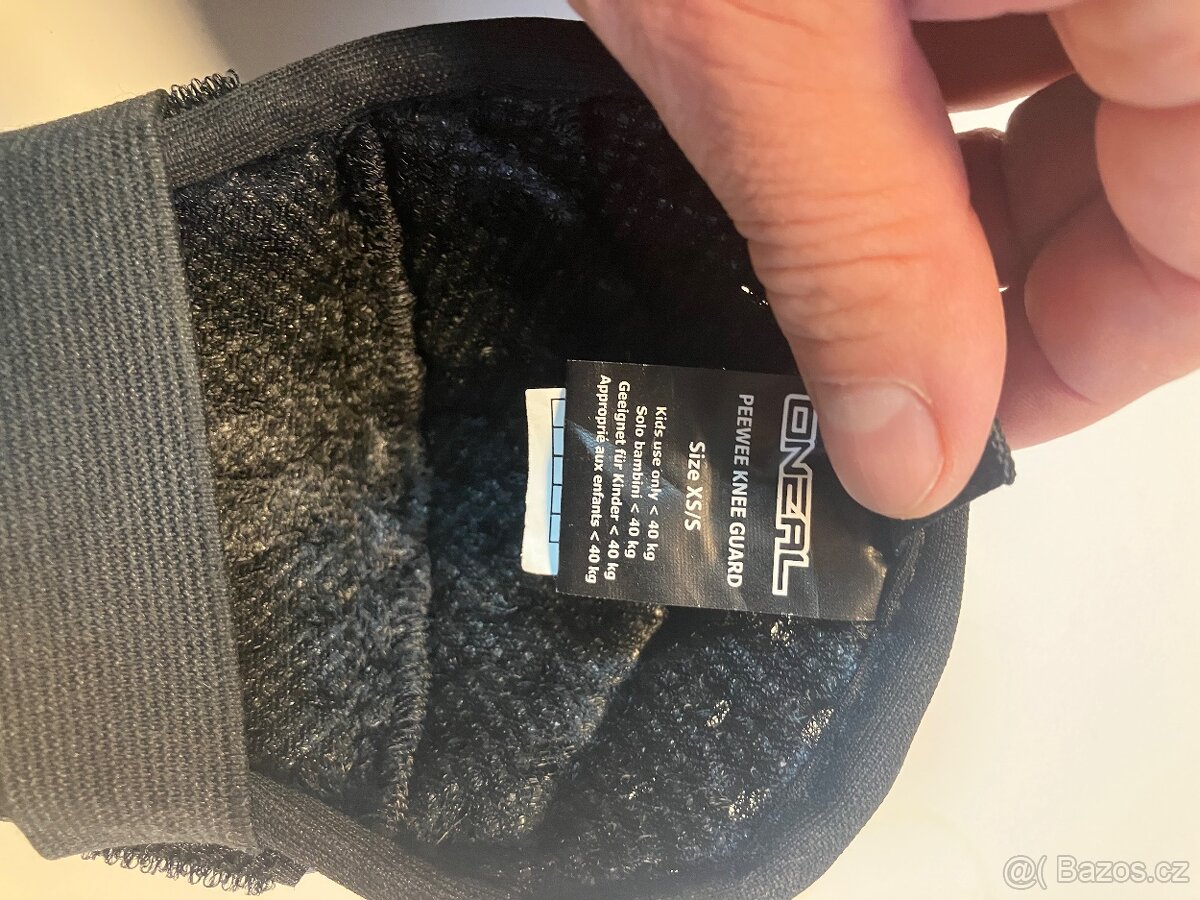 ONEAL
PEEWEE KNEE GUARD
Size XS/S
Kids use only < 40 kg
Solo bambini < 40 kg
Geeignet für Kinder < 40 kg
Approprié aux enfants < 40 kg
@( Bazos.cz